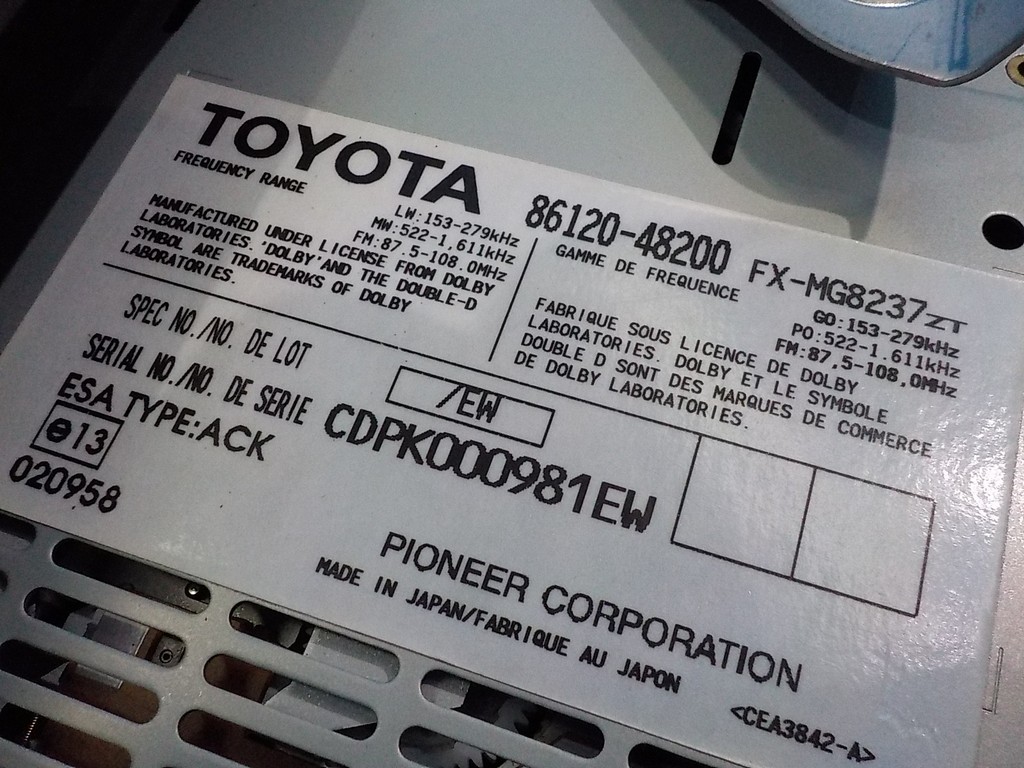 TOYOTA 86120-48200 FX-MG8237ZT
FREQUENCY RANGE
LW:153-279kHz
MW:522-1,611kHz
FM:87.5-108.0MHz
MANUFACTURED UNDER LICENSE FROM DOLBY
LABORATORIES. 'DOLBY' AND THE DOUBLE-D
SYMBOL ARE TRADEMARKS OF DOLBY
LABORATORIES.
GAMME DE FREQUENCE
GO:153-279kHz
PO:522-1.611kHz
FM:87,5-108,0MHz
FABRIQUE SOUS LICENCE DE DOLBY
LABORATORIES. DOLBY ET LE SYMBOLE
DOUBLE D SONT DES MARQUES DE COMMERCE
DE DOLBY LABORATORIES.
SPEC NO./NO. DE LOT /EW
SERIAL NO./NO. DE SERIE CDPK000981EW
ESA TYPE:ACK
e13
020958
PIONEER CORPORATION
MADE IN JAPAN/FABRIQUE AU JAPON
<CEA3842-A>